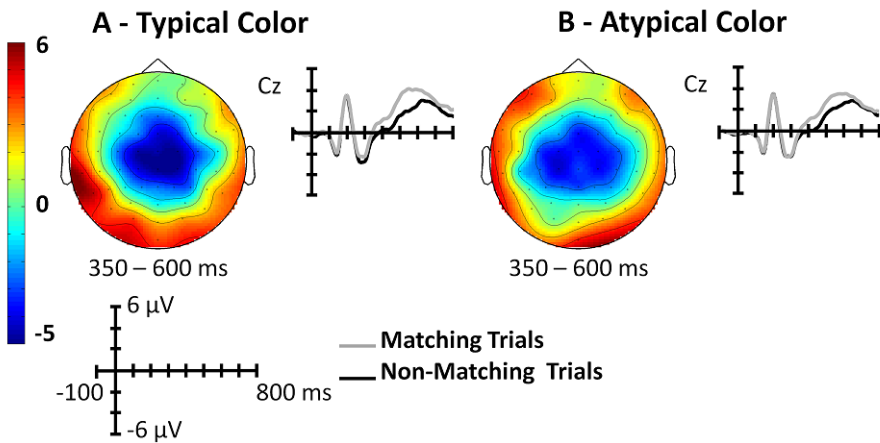 A - Typical Color
B - Atypical Color
6
0
-5
Cz
Cz
350 – 600 ms
350 – 600 ms
6 µV
-100
800 ms
-6 µV
Matching Trials
Non-Matching Trials